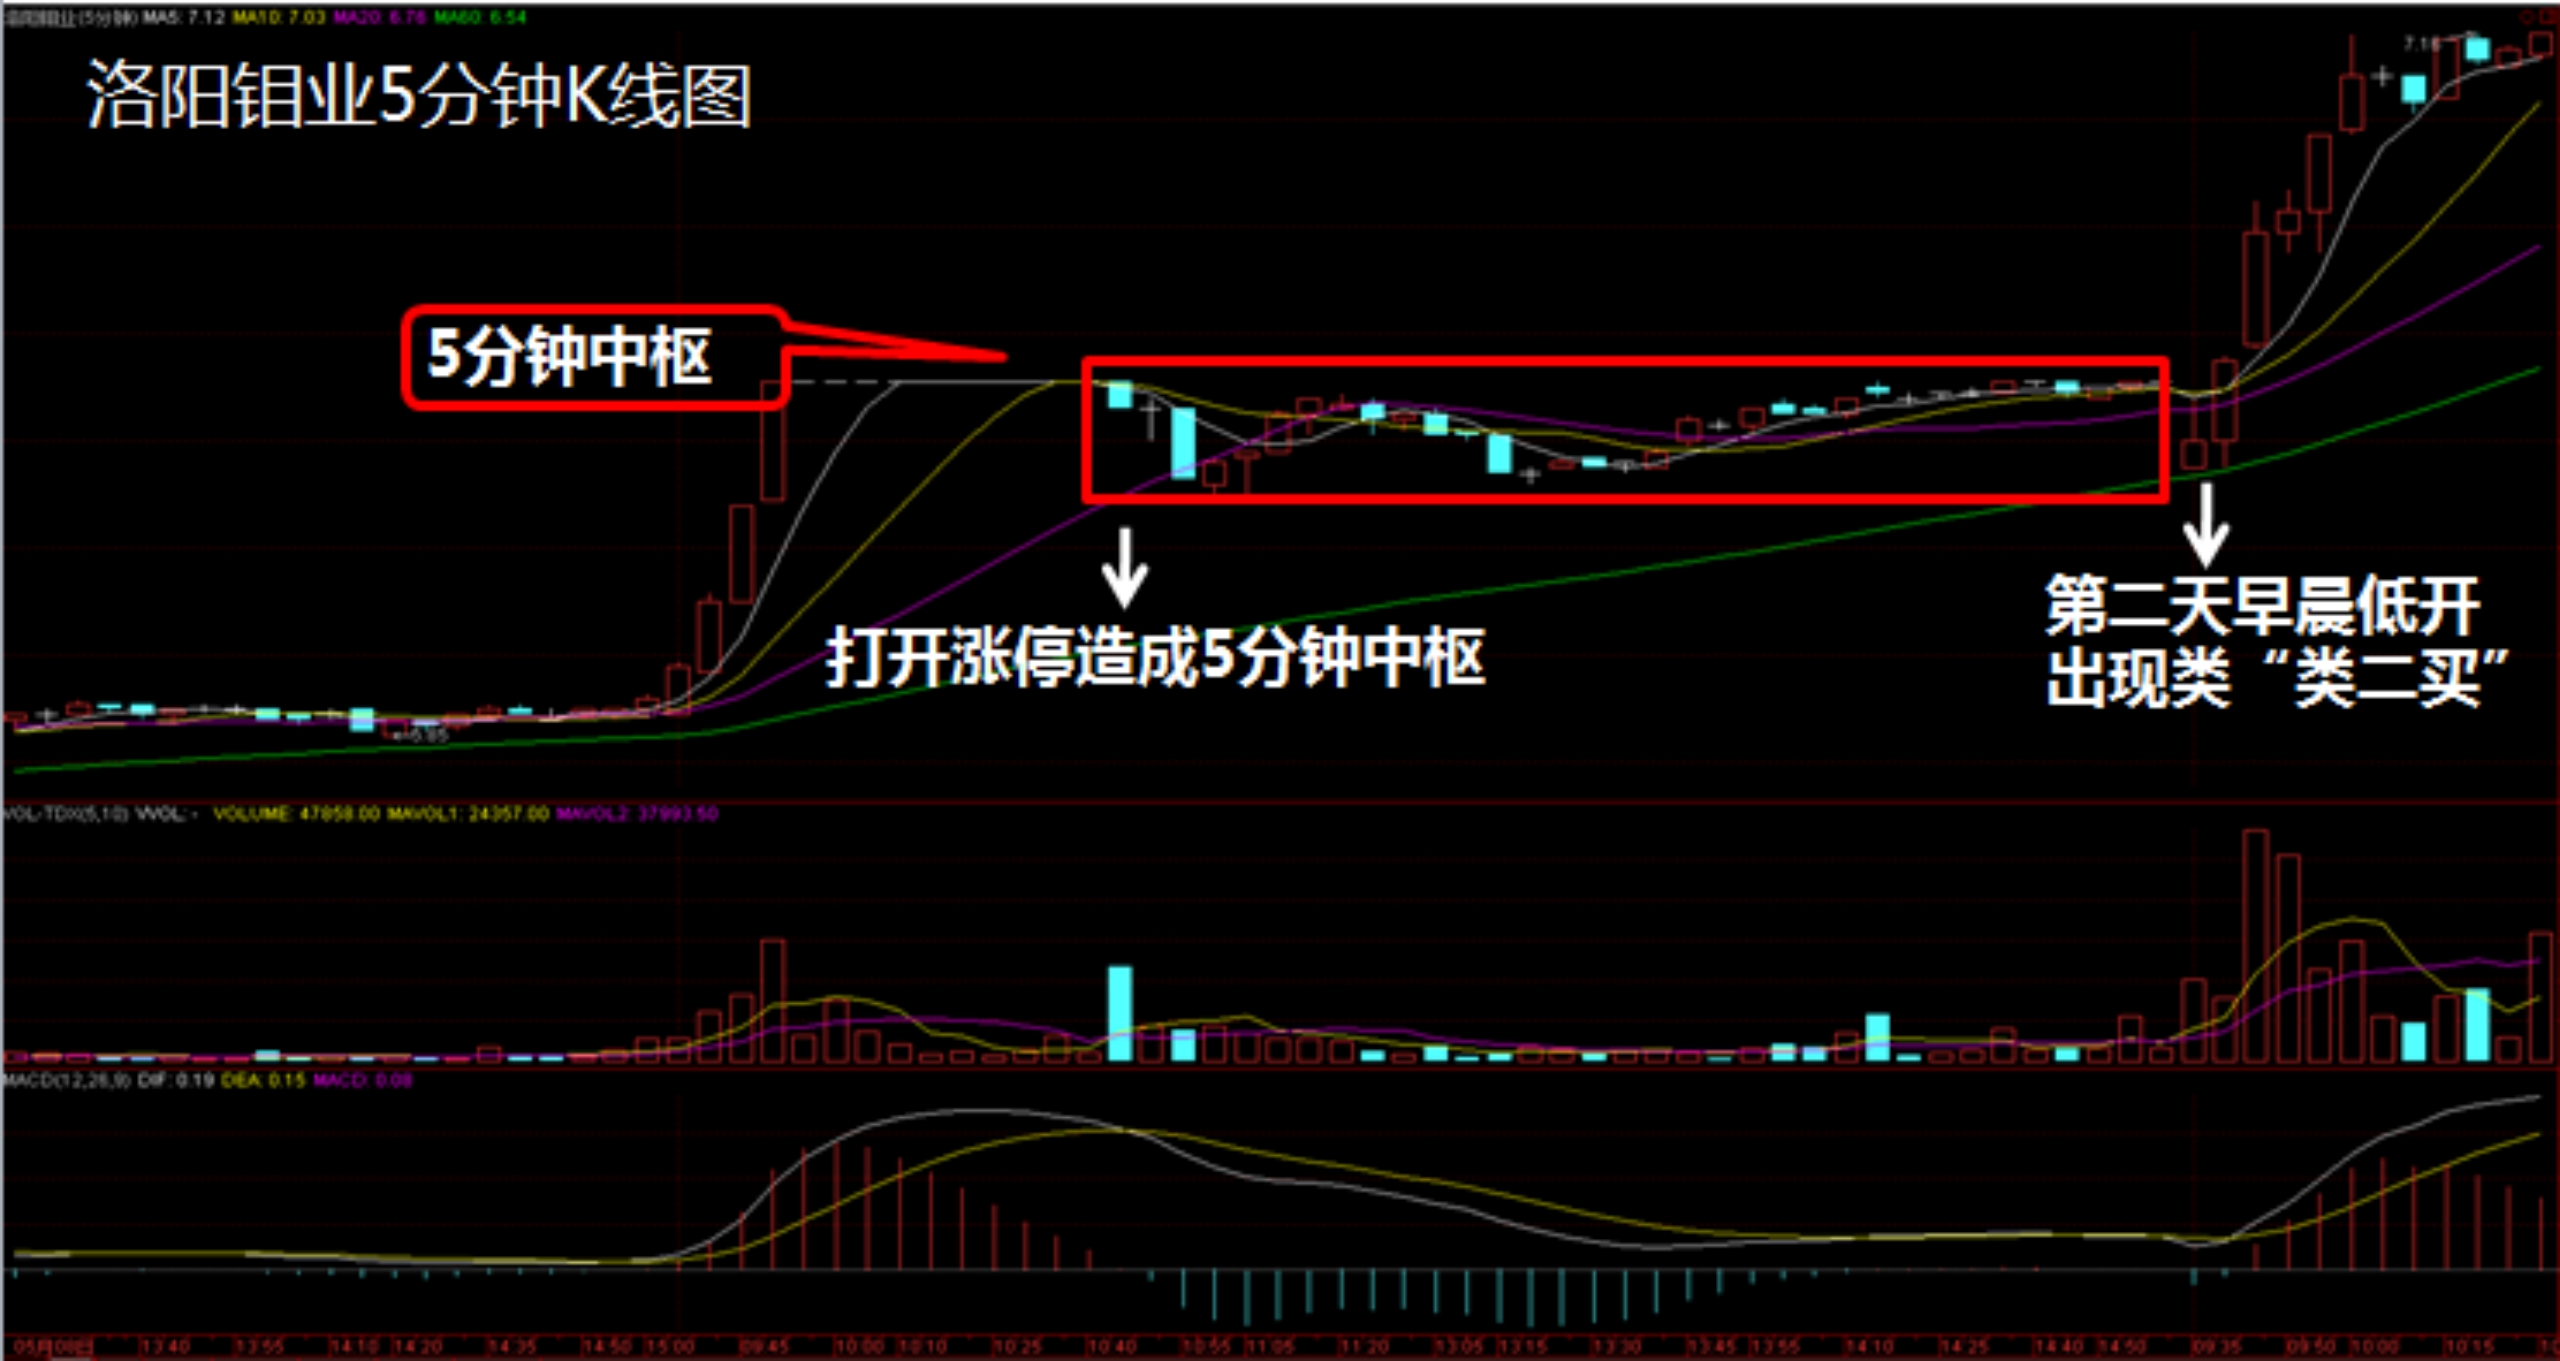 洛阳钼业(5分钟) MA5: 7.12 MA10: 7.03 MA20: 6.76 MA60: 6.54
洛阳钼业5分钟K线图
7.18
5分钟中枢
打开涨停造成5分钟中枢
第二天早晨低开
出现类“类二买”
5.85
VOL-TDX(5,10) VVOL: - VOLUME: 47858.00 MAVOL1: 24357.00 MAVOL2: 37993.50
MACD(12,26,9) DIF: 0.19 DEA: 0.15 MACD: 0.08
05月08日 13:40 13:55 14:10 14:20 14:35 14:50 15:00 09:45 10:00 10:10 10:25 10:40 10:55 11:05 11:20 13:05 13:15 13:30 13:45 13:55 14:10 14:25 14:40 14:50 09:35 09:50 10:00 10:15